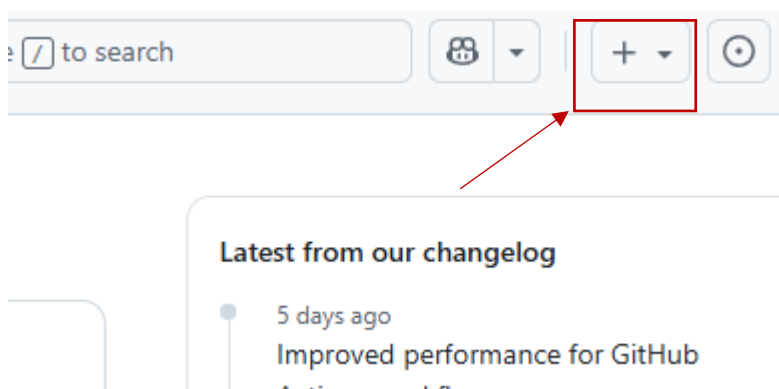 / to search
Latest from our changelog
5 days ago
Improved performance for GitHub